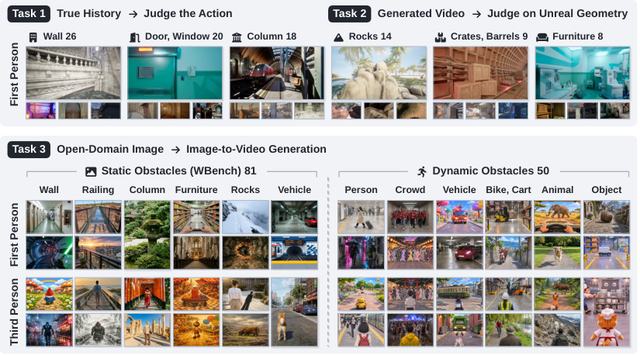 Task 1 True History → Judge the Action
Task 2 Generated Video → Judge on Unreal Geometry
First Person
Wall 26
Door, Window 20
Column 18
Rocks 14
Crates, Barrels 9
Furniture 8
Task 3 Open-Domain Image → Image-to-Video Generation
Static Obstacles (WBench) 81
Dynamic Obstacles 50
Wall Railing Column Furniture Rocks Vehicle
Person Crowd Vehicle Bike, Cart Animal Object
First Person
Third Person